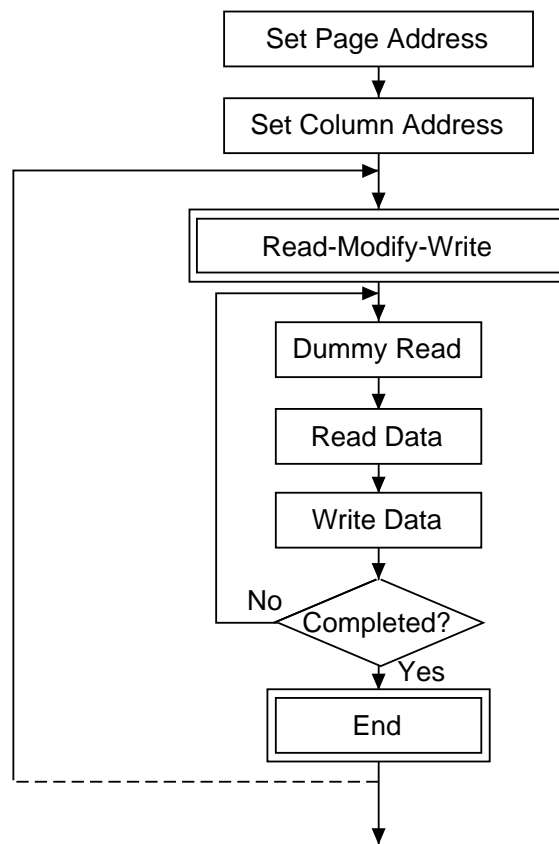 Set Page Address
Set Column Address
Read-Modify-Write
Dummy Read
Read Data
Write Data
No
Completed?
Yes
End